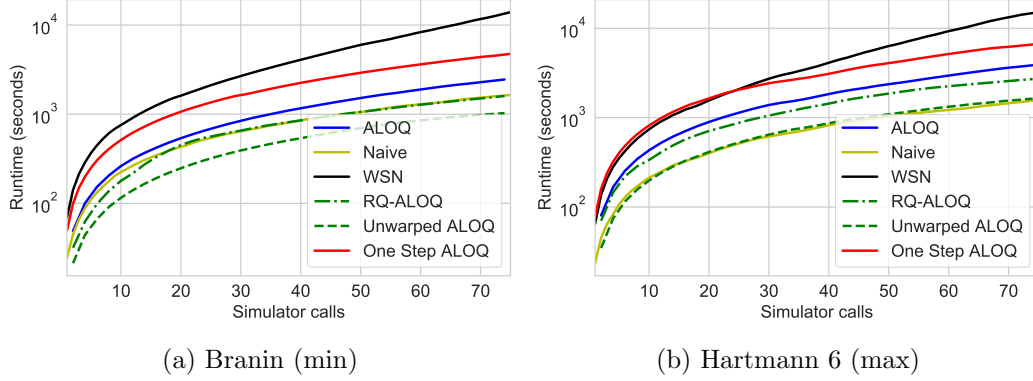 10^4
10^3
10^2
Runtime (seconds)
ALOQ
Naive
WSN
RQ-ALOQ
Unwarped ALOQ
One Step ALOQ
10 20 30 40 50 60 70
Simulator calls
(a) Branin (min)
10^4
10^3
10^2
Runtime (seconds)
ALOQ
Naive
WSN
RQ-ALOQ
Unwarped ALOQ
One Step ALOQ
10 20 30 40 50 60 70
Simulator calls
(b) Hartmann 6 (max)